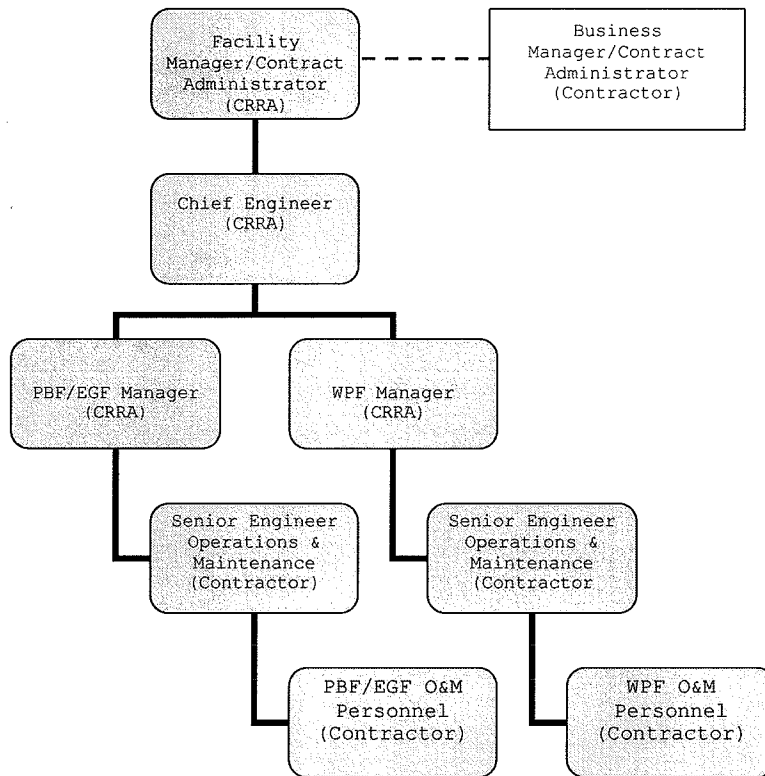 Facility
Manager/Contract
Administrator
(CRRA)
Business
Manager/Contract
Administrator
(Contractor)
Chief Engineer
(CRRA)
PBF/EGF Manager
(CRRA)
WPF Manager
(CRRA)
Senior Engineer
Operations &
Maintenance
(Contractor)
Senior Engineer
Operations &
Maintenance
(Contractor
PBF/EGF O&M
Personnel
(Contractor)
WPF O&M
Personnel
(Contractor)